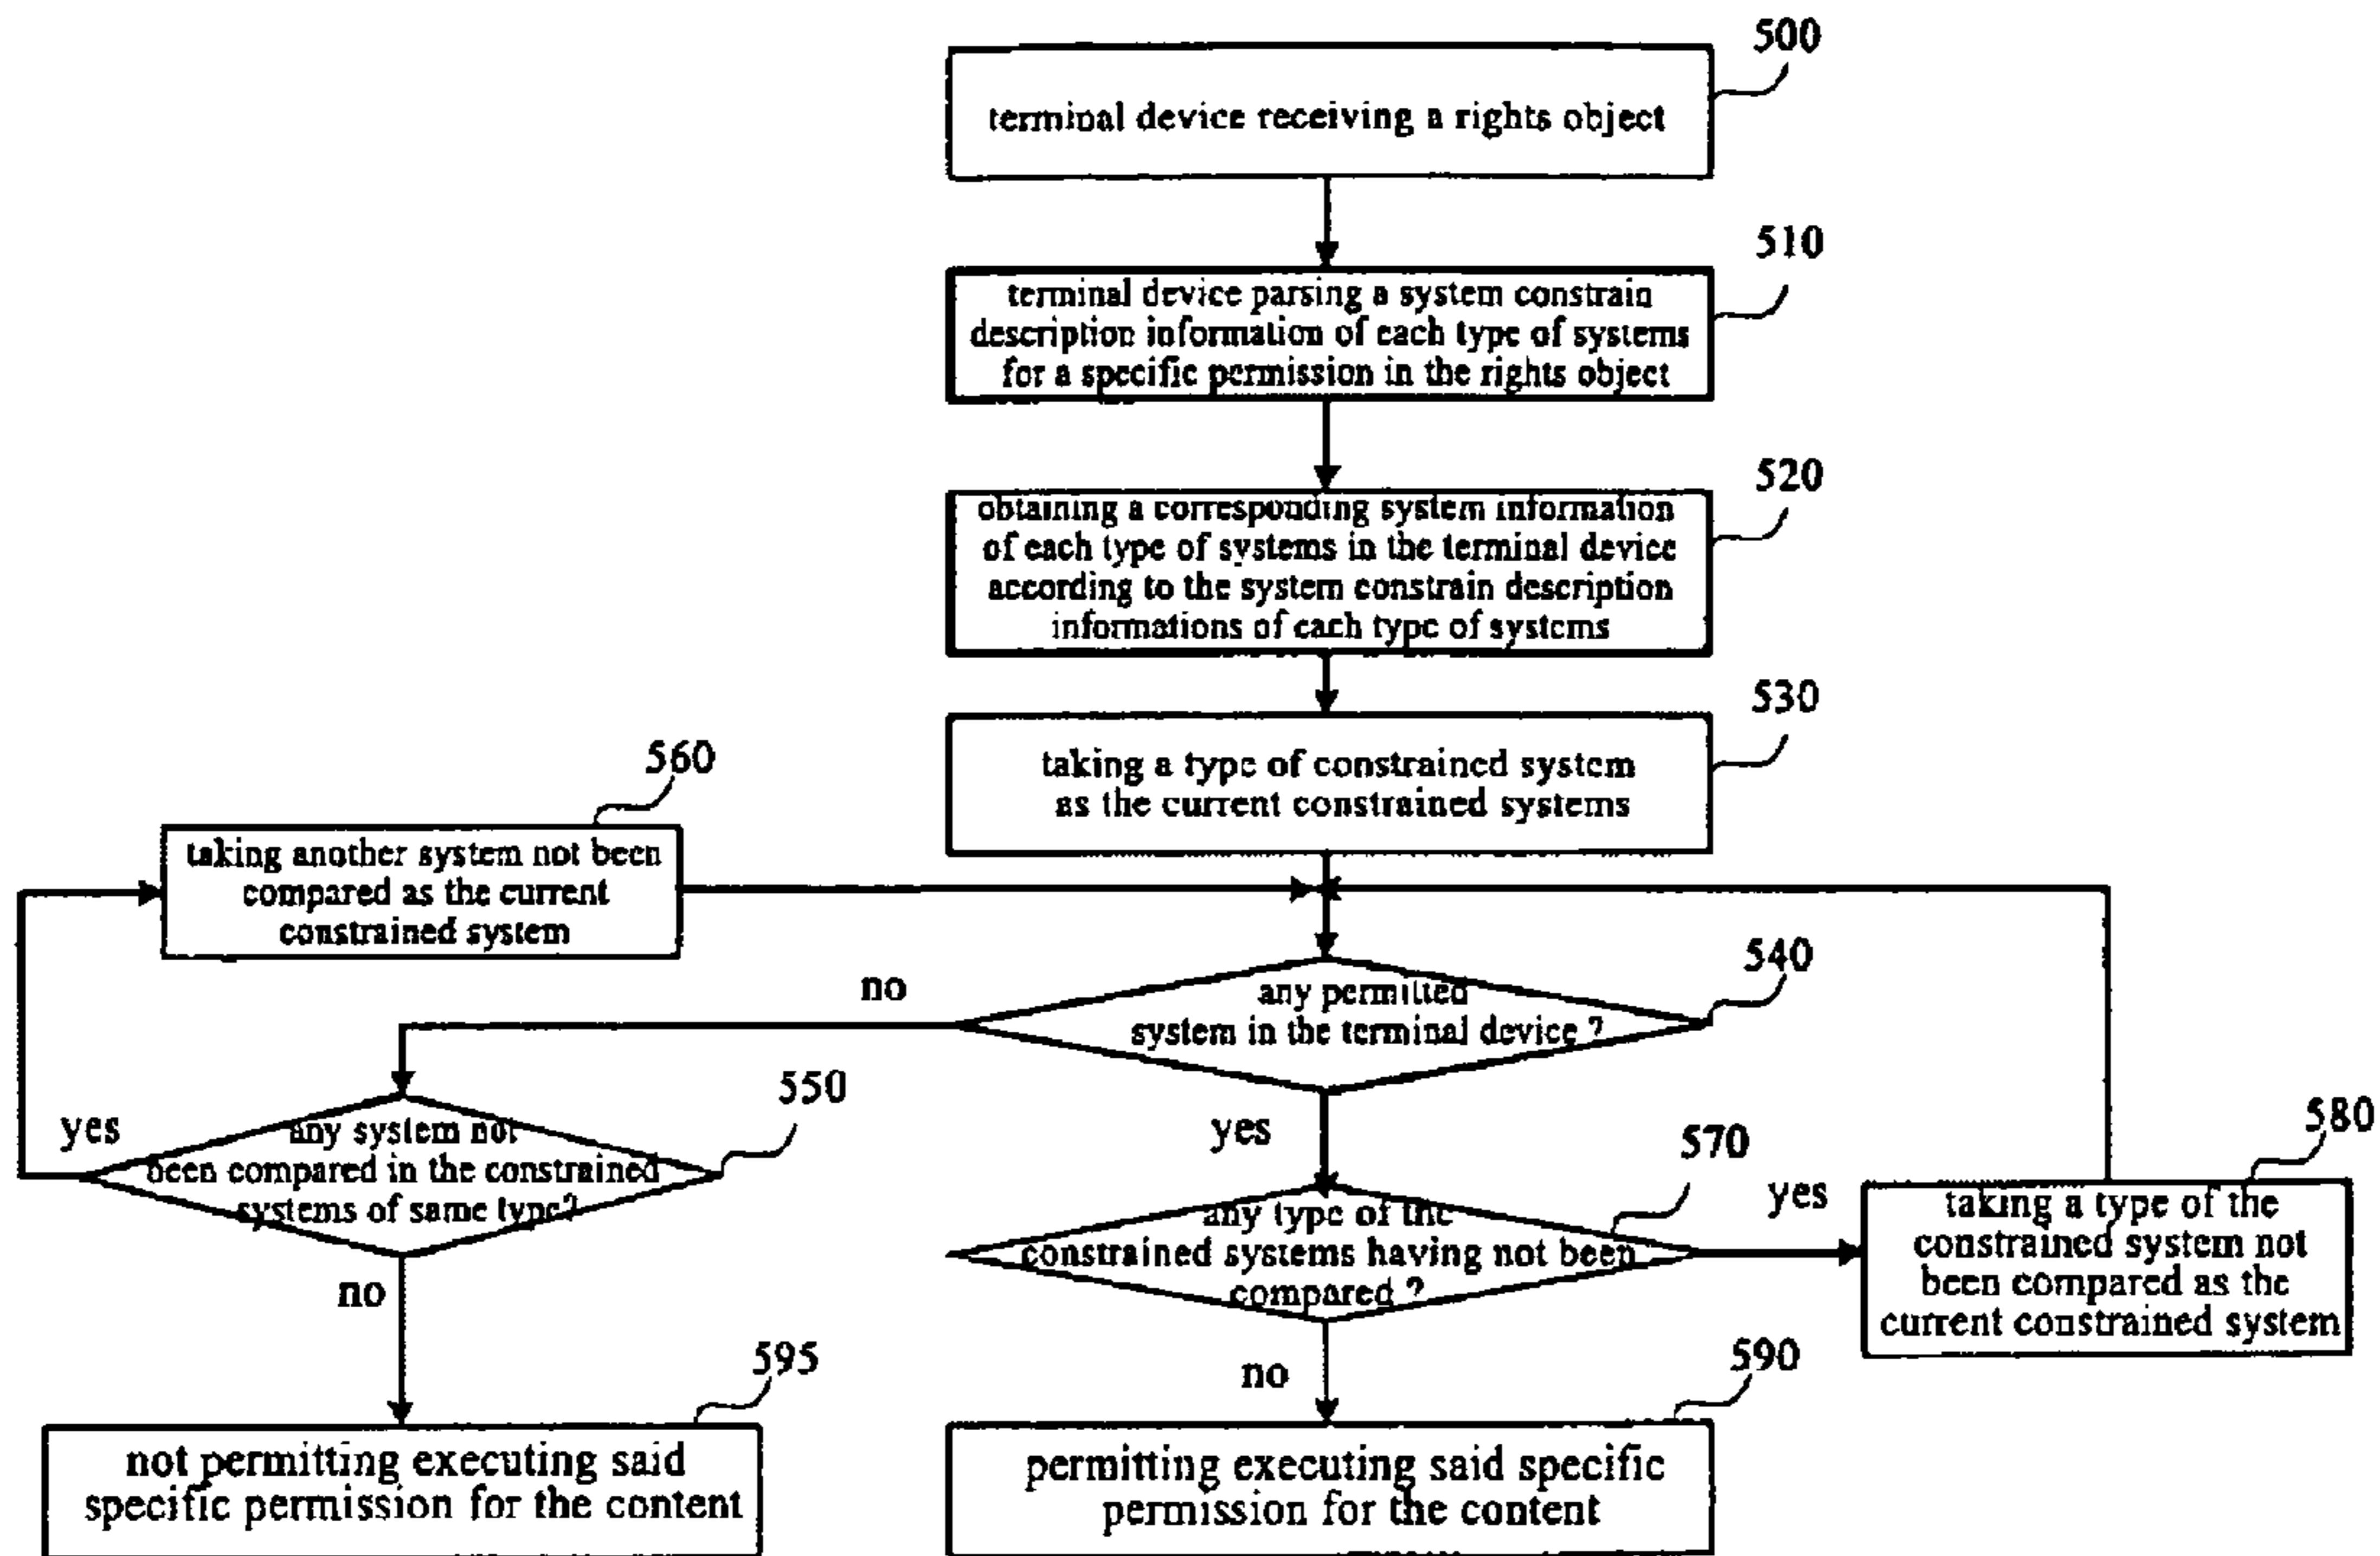 500
terminal device receiving a rights object
510
terminal device parsing a system constrain
description information of each type of systems
for a specific permission in the rights object
520
obtaining a corresponding system information
of each type of systems in the terminal device
according to the system constrain description
informations of each type of systems
530
taking a type of constrained system
as the current constrained systems
560
taking another system not been
compared as the current
constrained system
540
any permitted
system in the terminal device ?
no
yes
550
any system not
been compared in the constrained
systems of same type?
yes
no
570
any type of the
constrained systems having not been
compared ?
yes
no
580
taking a type of the
constrained system not
been compared as the
current constrained system
595
not permitting executing said
specific permission for the content
590
permitting executing said specific
permission for the content